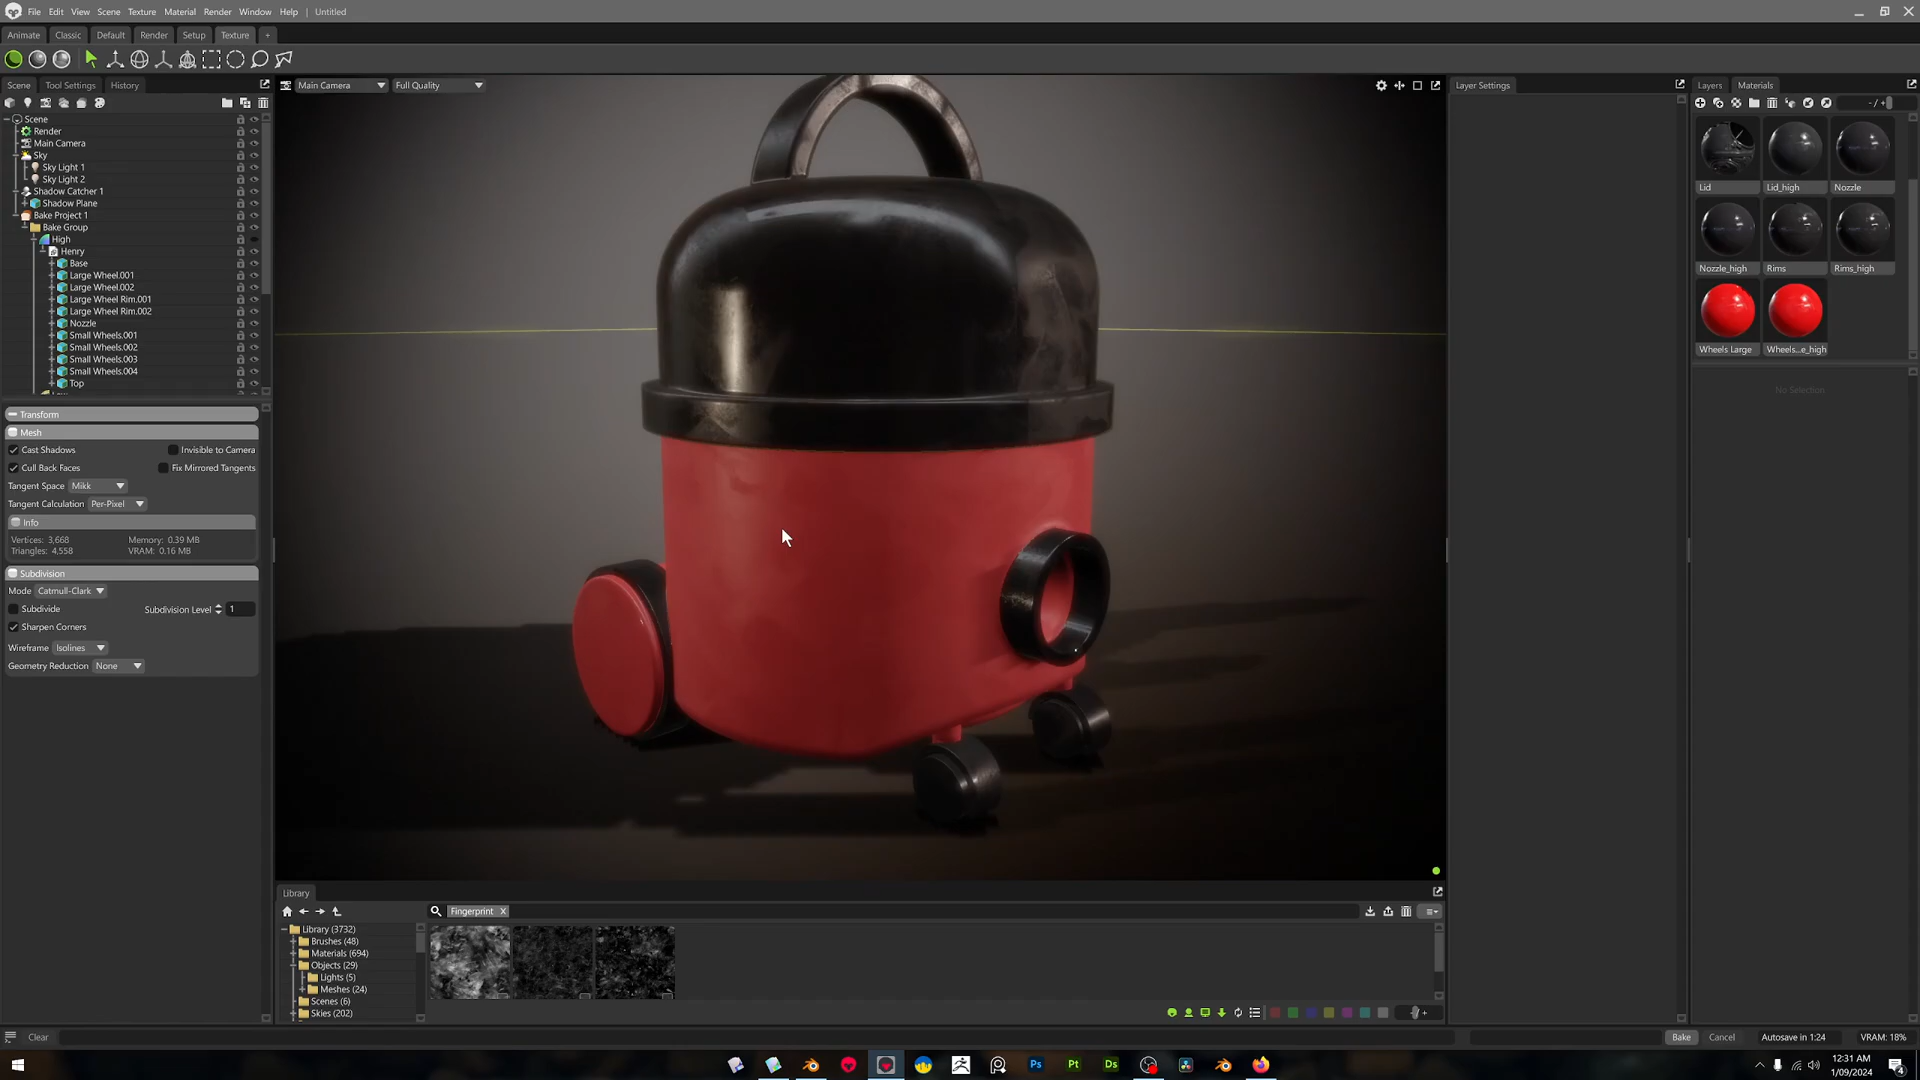 File Edit View Scene Texture Material Render Window Help Untitled
Animate Classic Default Render Setup Texture +
Scene Tool Settings History
Main Camera Full Quality
Layer Settings
Layers Materials
Scene
Render
Main Camera
Sky
Sky Light 1
Sky Light 2
Shadow Catcher 1
Shadow Plane
Bake Project 1
Bake Group
High
Henry
Base
Large Wheel.001
Large Wheel.002
Large Wheel Rim.001
Large Wheel Rim.002
Nozzle
Small Wheels.001
Small Wheels.002
Small Wheels.003
Small Wheels.004
Top
Transform
Mesh
Cast Shadows Invisible to Camera
Cull Back Faces Fix Mirrored Tangents
Tangent Space Mikk
Tangent Calculation Per-Pixel
Info
Vertices: 3,668 Memory: 0.39 MB
Triangles: 4,558 VRAM: 0.16 MB
Subdivision
Mode Catmull-Clark
Subdivide Subdivision Level 1
Sharpen Corners
Wireframe Isolines
Geometry Reduction None
Lid Lid_high Nozzle
Nozzle_high Rims Rims_high
Wheels Large Wheels...e_high
No Selection
Library
Fingerprint X
Library (3732)
Brushes (48)
Materials (694)
Objects (29)
Lights (5)
Meshes (24)
Scenes (6)
Skies (202)
Clear
Bake Cancel Autosave in 1:24 VRAM: 18%
Ps Pt Ds
12:31 AM
1/09/2024
4